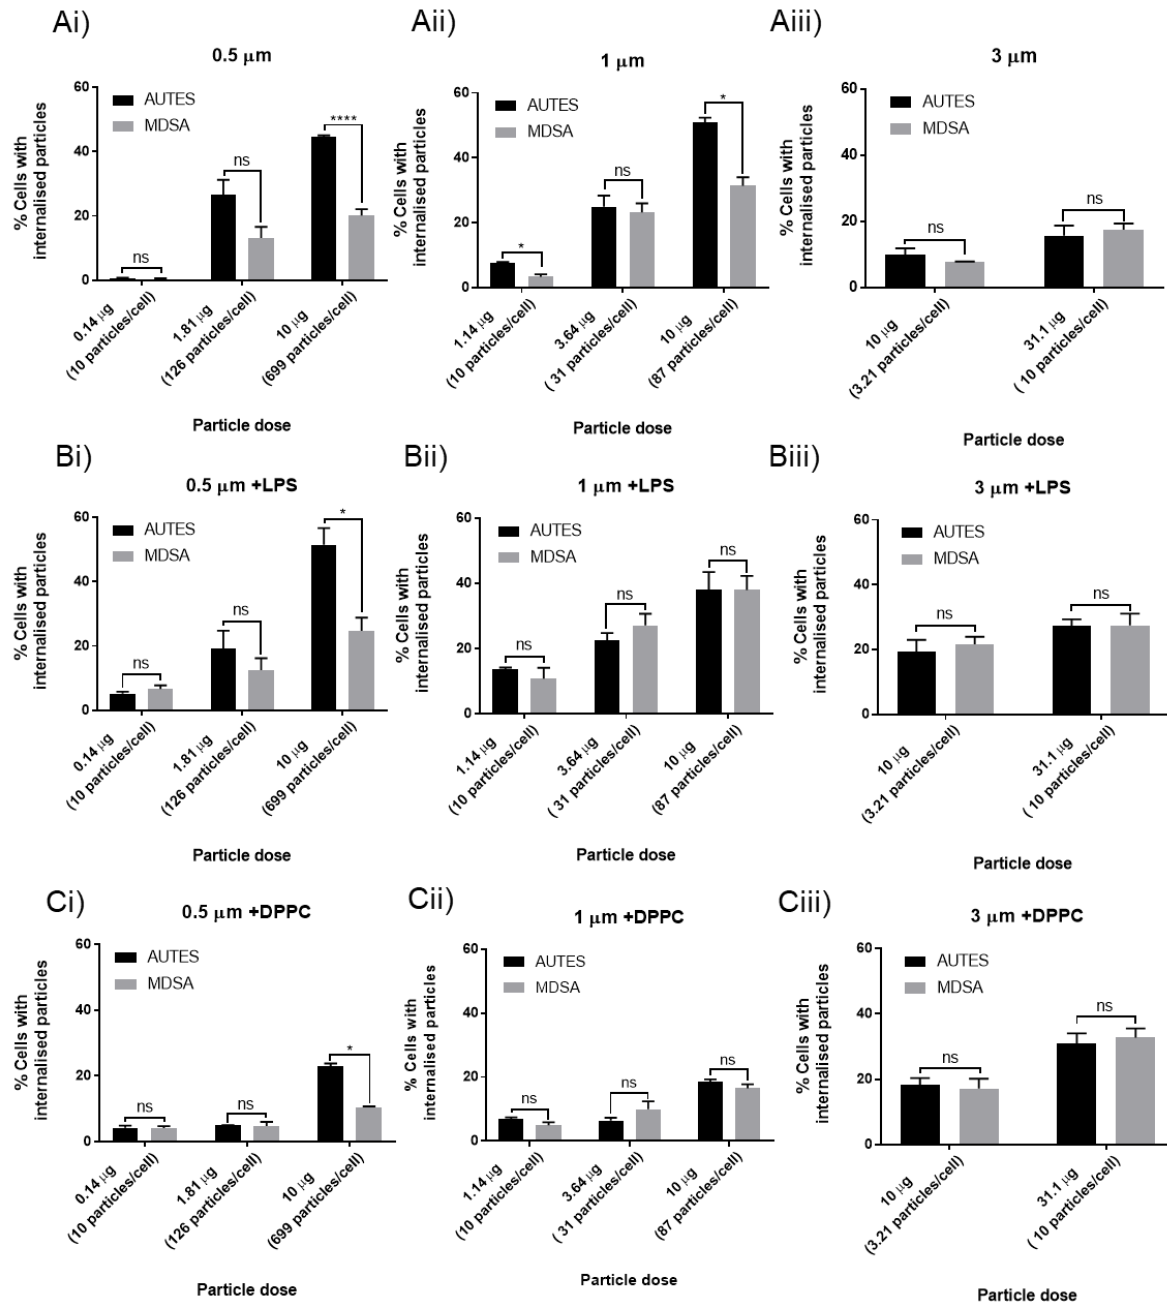 Ai)
0.5 μm
% Cells with
internalised particles
60
40
20
0
AUTES
MDSA
ns
ns
****
0.14 μg
(10 particles/cell)
1.81 μg
(126 particles/cell)
10 μg
(699 particles/cell)
Particle dose
Aii)
1 μm
% Cells with
internalised particles
60
40
20
0
AUTES
MDSA
*
ns
*
1.14 μg
(10 particles/cell)
3.64 μg
( 31 particles/cell)
10 μg
(87 particles/cell)
Particle dose
Aiii)
3 μm
% Cells with
internalised particles
60
40
20
0
AUTES
MDSA
ns
ns
10 μg
(3.21 particles/cell)
31.1 μg
( 10 particles/cell)
Particle dose
Bi)
0.5 μm +LPS
% Cells with
internalised particles
60
40
20
0
AUTES
MDSA
ns
ns
*
0.14 μg
(10 particles/cell)
1.81 μg
(126 particles/cell)
10 μg
(699 particles/cell)
Particle dose
Bii)
1 μm +LPS
% Cells with
internalised particles
60
40
20
0
AUTES
MDSA
ns
ns
ns
1.14 μg
(10 particles/cell)
3.64 μg
( 31 particles/cell)
10 μg
(87 particles/cell)
Particle dose
Biii)
3 μm +LPS
% Cells with
internalised particles
60
40
20
0
AUTES
MDSA
ns
ns
10 μg
(3.21 particles/cell)
31.1 μg
( 10 particles/cell)
Particle dose
Ci)
0.5 μm +DPPC
% Cells with
internalised particles
60
40
20
0
AUTES
MDSA
ns
ns
*
0.14 μg
(10 particles/cell)
1.81 μg
(126 particles/cell)
10 μg
(699 particles/cell)
Particle dose
Cii)
1 μm +DPPC
% Cells with
internalised particles
60
40
20
0
AUTES
MDSA
ns
ns
ns
1.14 μg
(10 particles/cell)
3.64 μg
( 31 particles/cell)
10 μg
(87 particles/cell)
Particle dose
Ciii)
3 μm +DPPC
% Cells with
internalised particles
60
40
20
0
AUTES
MDSA
ns
ns
10 μg
(3.21 particles/cell)
31.1 μg
( 10 particles/cell)
Particle dose